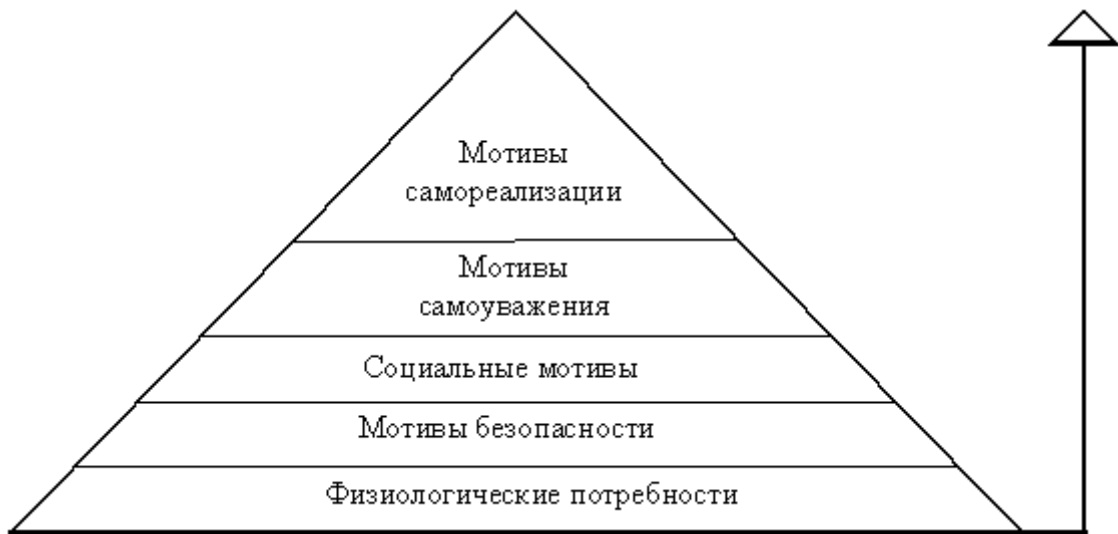 Мотивы
самореализации
Мотивы
самоуважения
Социальные мотивы
Мотивы безопасности
Физиологические потребности